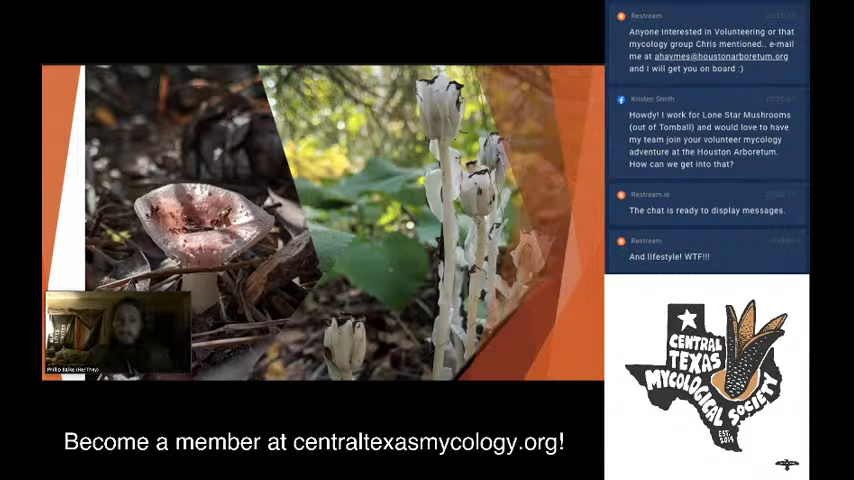 Restream
Anyone interested in Volunteering or that
mycology group Chris mentioned.. e-mail
me at ahaymes@houstonarboretum.org
and i will get you on board :)
Kristen Smith
Howdy! I work for Lone Star Mushrooms
(out of Tomball) and would love to have
my team join your volunteer mycology
adventure at the Houston Arboretum.
How can we get into that?
Restream.io
The chat is ready to display messages.
Restream
And lifestyle! WTF!!!
CENTRAL
TEXAS
MYCOLOGICAL
SOCIETY
EST.
2019
Become a member at centraltexasmycology.org!